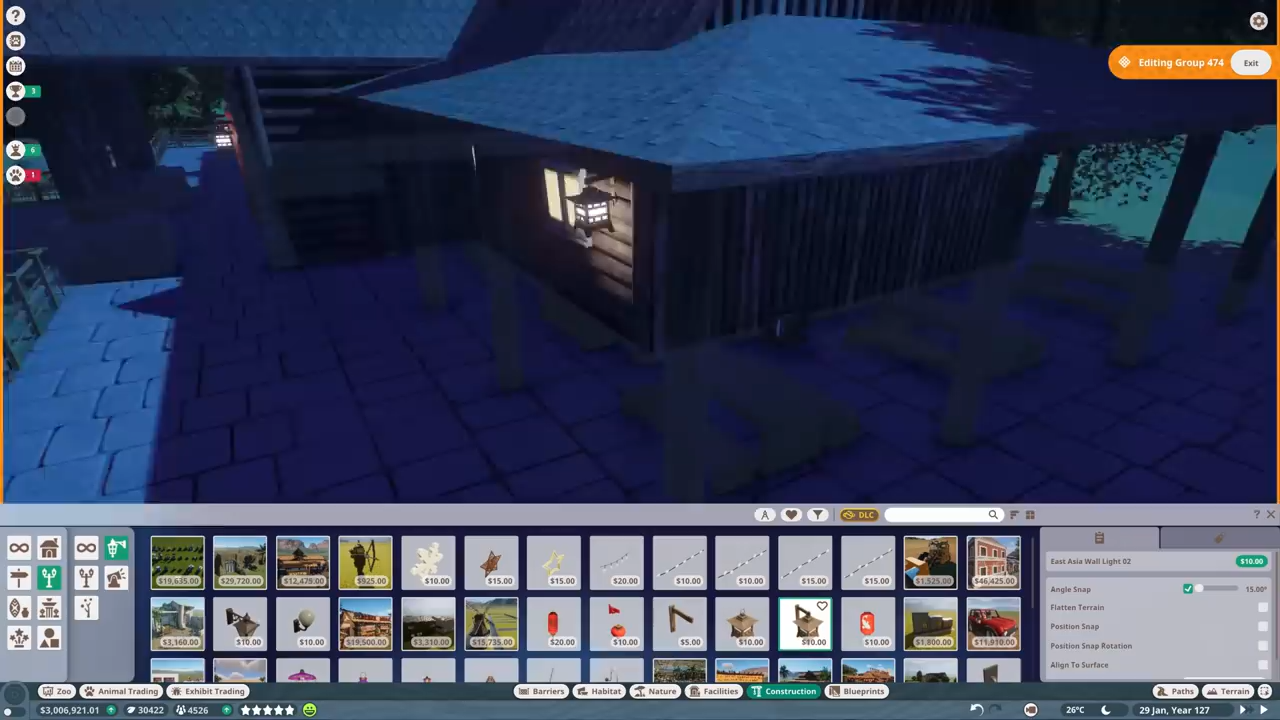 ?
3
6
1
Editing Group 474
Exit
DLC
?
$19,635.00
$29,720.00
$12,479.00
$925.00
$10.00
$15.00
$15.00
$20.00
$10.00
$10.00
$15.00
$15.00
$1,525.00
$46,425.00
$3,160.00
$10.00
$10.00
$19,500.00
$3,310.00
$15,735.00
$20.00
$10.00
$5.00
$10.00
$10.00
$10.00
$1,800.00
$11,910.00
East Asia Wall Light 02
$10.00
Angle Snap
15.00°
Flatten Terrain
Position Snap
Position Snap Rotation
Align To Surface
Zoo
Animal Trading
Exhibit Trading
Barriers
Habitat
Nature
Facilities
Construction
Blueprints
Paths
Terrain
$3,006,921.01
30422
4526
26°C
29 Jan, Year 127